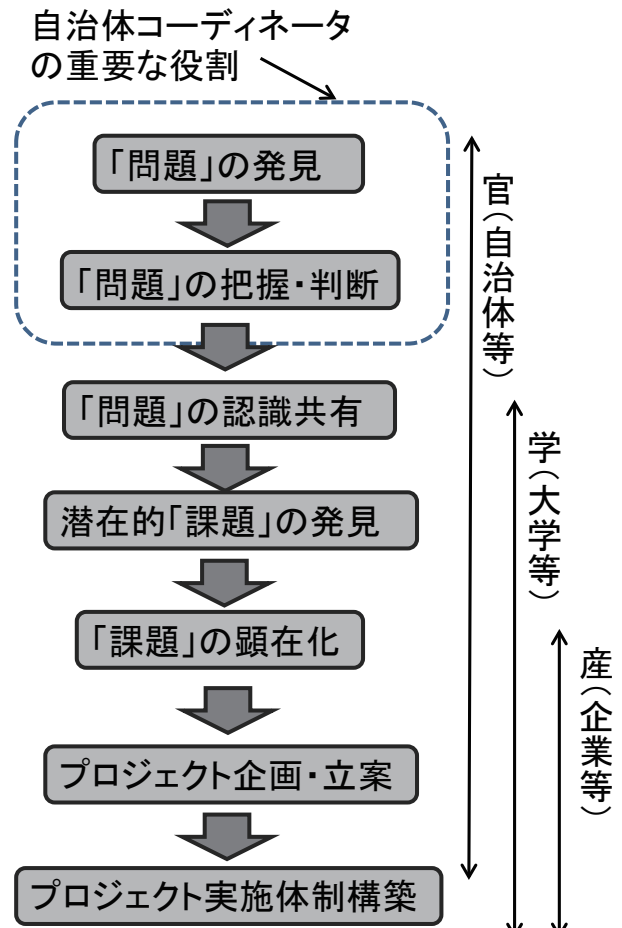 自治体コーディネータ
の重要な役割
「問題」の発見
「問題」の把握・判断
「問題」の認識共有
潜在的「課題」の発見
「課題」の顕在化
プロジェクト企画・立案
プロジェクト実施体制構築
官（自治体等）
学（大学等）
産（企業等）